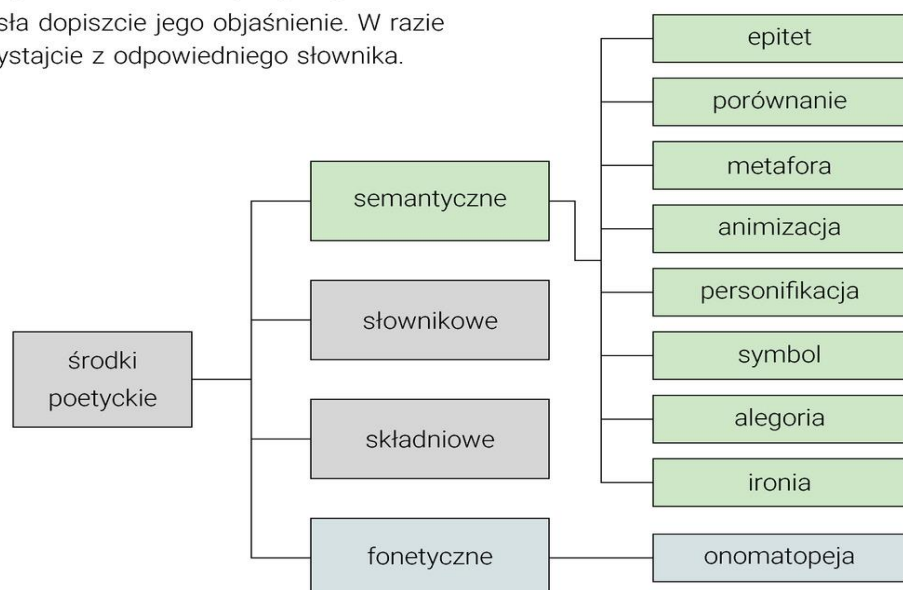 sła dopiszcie jego objaśnienie. W razie
ystajcie z odpowiedniego słownika.
środki
poetyckie
semantyczne
słownikowe
składniowe
fonetyczne
epitet
porównanie
metafora
animizacja
personifikacja
symbol
alegoria
ironia
onomatopeja